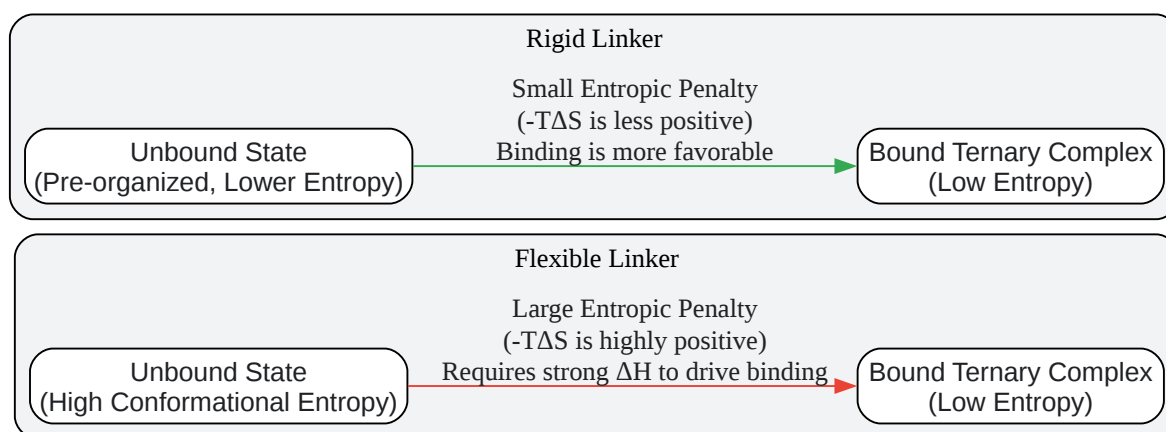 Rigid Linker
Small Entropic Penalty
(-TΔS is less positive)
Binding is more favorable
Unbound State
(Pre-organized, Lower Entropy)
Bound Ternary Complex
(Low Entropy)
Flexible Linker
Large Entropic Penalty
(-TΔS is highly positive)
Requires strong ΔH to drive binding
Unbound State
(High Conformational Entropy)
Bound Ternary Complex
(Low Entropy)